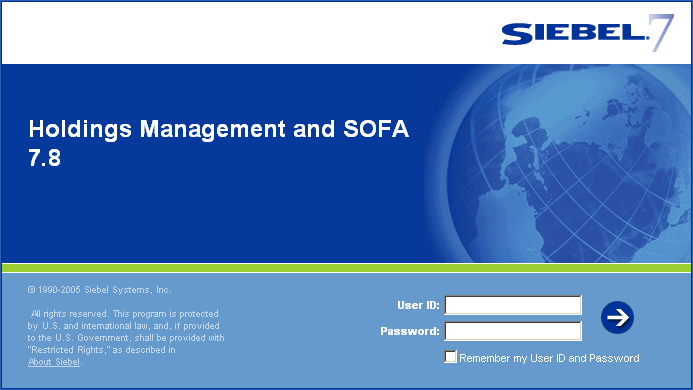 SIEBEL. 7
Holdings Management and SOFA
7.8
© 1990-2005 Siebel Systems, Inc.
All rights reserved. This program is protected
by U.S. and international law, and, if provided
to the U.S. Government, shall be provided with
"Restricted Rights," as described in
About Siebel.
User ID:
Password:
Remember my User ID and Password